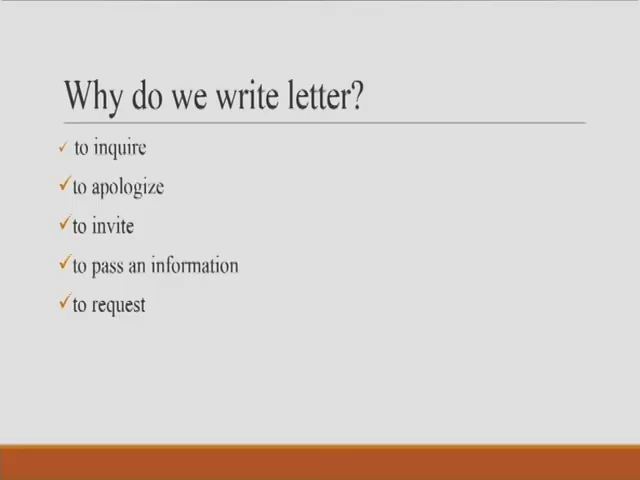 Why do we write letter?
✓ to inquire
✓ to apologize
✓ to invite
✓ to pass an information
✓ to request